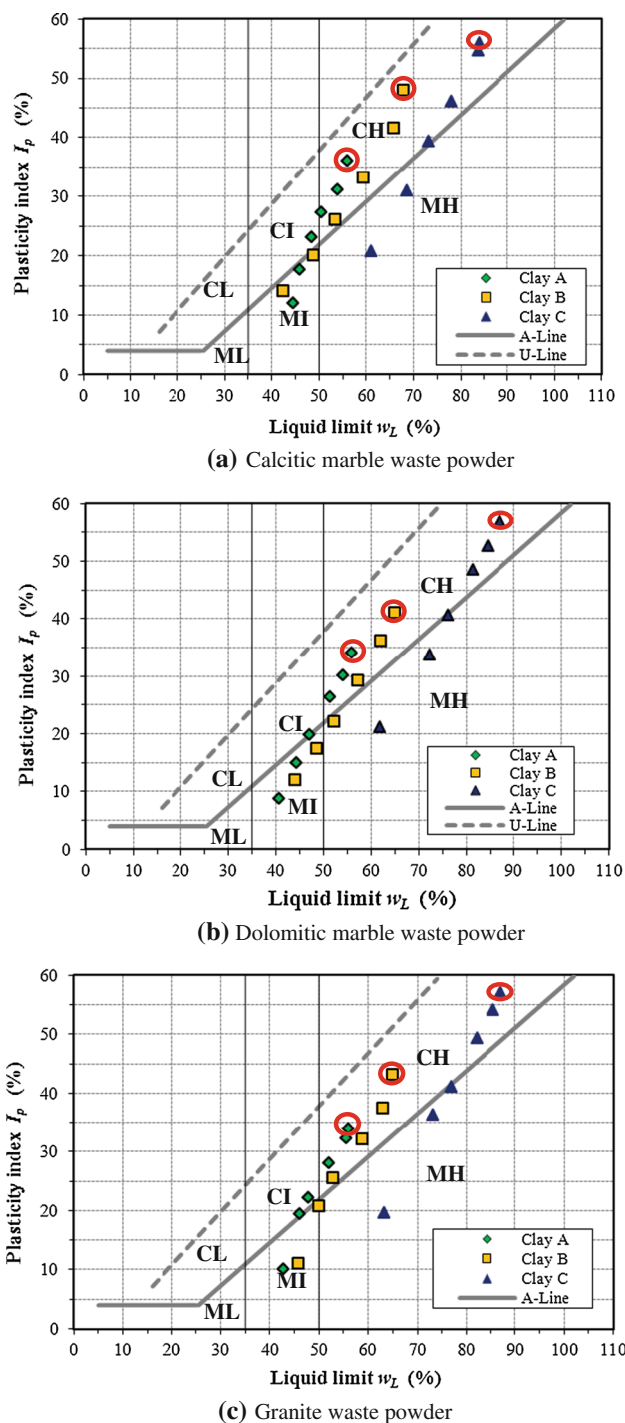 60
50
40
30
20
10
0
Plasticity index Ip (%)
CH
MH
CI
CL
MI
ML
Clay A
Clay B
Clay C
A-Line
U-Line
0 10 20 30 40 50 60 70 80 90 100 110
Liquid limit wL (%)
(a) Calcitic marble waste powder
60
50
40
30
20
10
0
Plasticity index Ip (%)
CH
MH
CI
CL
MI
ML
Clay A
Clay B
Clay C
A-Line
U-Line
0 10 20 30 40 50 60 70 80 90 100 110
Liquid limit wL (%)
(b) Dolomitic marble waste powder
60
50
40
30
20
10
0
Plasticity index Ip (%)
CH
MH
CI
CL
MI
ML
Clay A
Clay B
Clay C
A-Line
0 10 20 30 40 50 60 70 80 90 100 110
Liquid limit wL (%)
(c) Granite waste powder